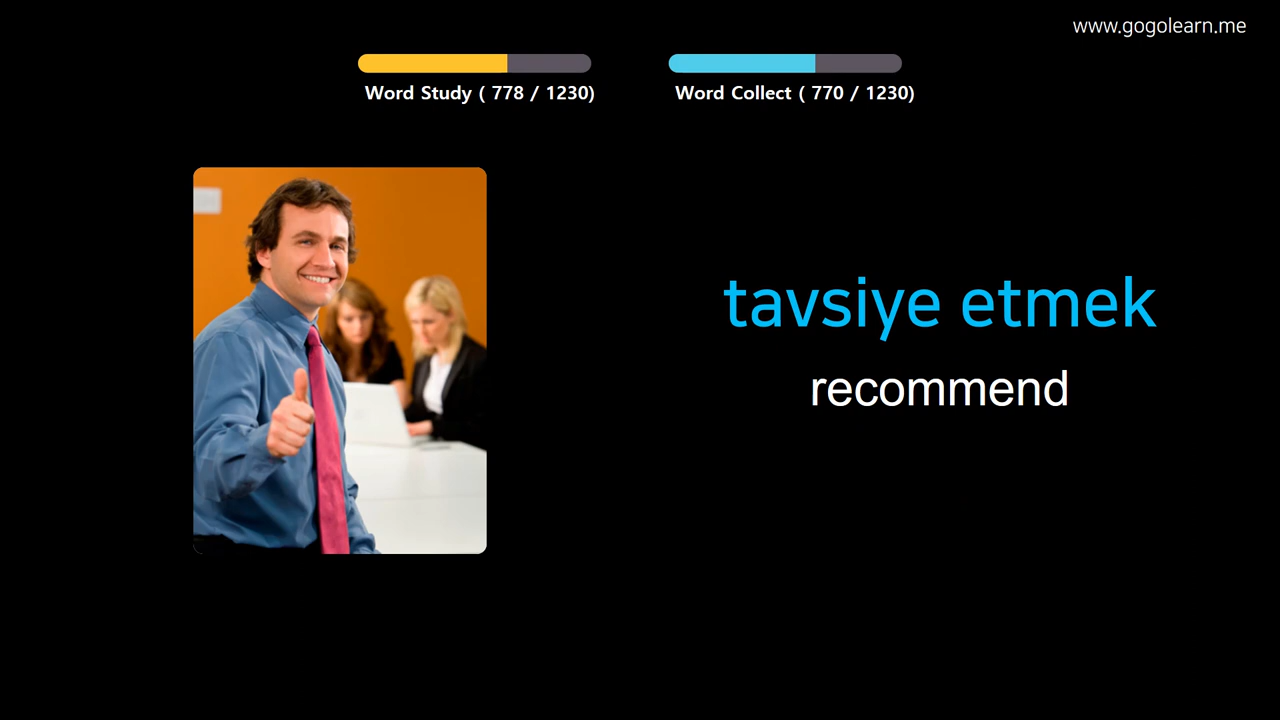 www.gogolearn.me
Word Study ( 778 / 1230)
Word Collect ( 770 / 1230)
tavsiye etmek
recommend